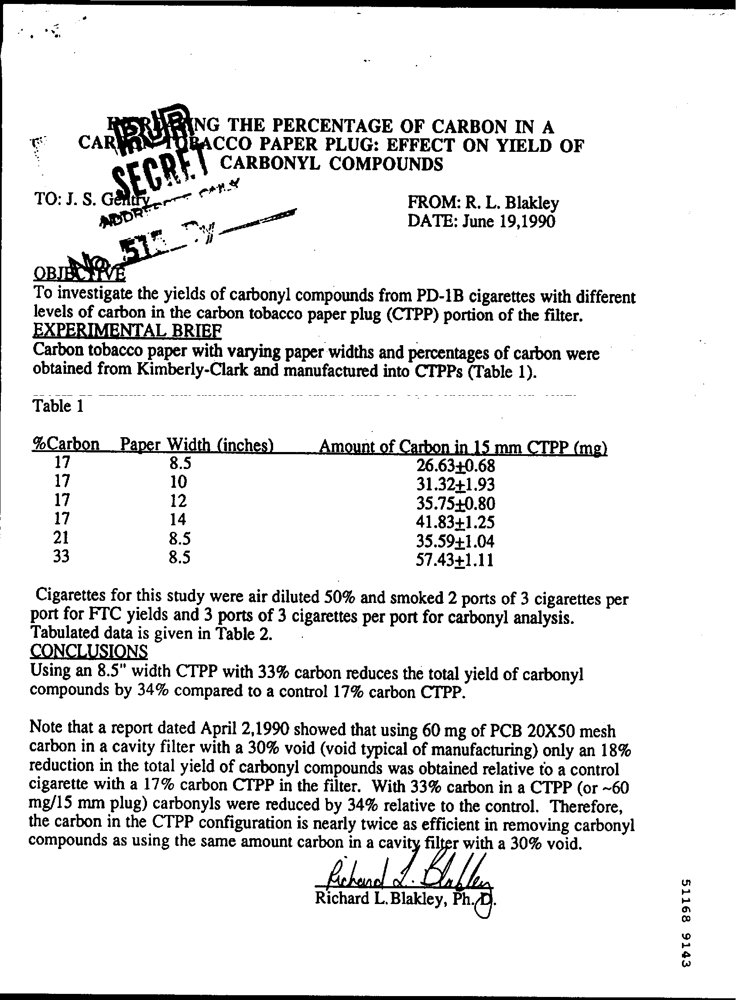 THE PERCENTAGE OF CARBON IN A
TOBACCO PAPER PLUG: EFFECT ON YIELD OF
CARBONYL COMPOUNDS
SECRET
TO: J. S. Gentry
FROM: R. L. Blakley
DATE: June 19,1990
No.
OBJECTIVE
To investigate the yields of carbonyl compounds from PD-1B cigarettes with different
levels of carbon in the carbon tobacco paper plug (CTPP) portion of the filter.
EXPERIMENTAL BRIEF
Carbon tobacco paper with varying paper widths and percentages of carbon were
obtained from Kimberly-Clark and manufactured into CTPPs (Table 1).
Table 1
%Carbon Paper Width (inches) Amount of Carbon in 15 mm CTPP (mg)
17 8.5 26.63±0.68
17 10 31.32±1.93
17 12 35.75±0.80
17 14 41.83±1.25
21 8.5 35.59±1.04
33 8.5 57.43±1.11
Cigarettes for this study were air diluted 50% and smoked 2 ports of 3 cigarettes per
port for FTC yields and 3 ports of 3 cigarettes per port for carbonyl analysis.
Tabulated data is given in Table 2.
CONCLUSIONS
Using an 8.5" width CTPP with 33% carbon reduces the total yield of carbonyl
compounds by 34% compared to a control 17% carbon CTPP.
Note that a report dated April 2,1990 showed that using 60 mg of PCB 20X50 mesh
carbon in a cavity filter with a 30% void (void typical of manufacturing) only an 18%
reduction in the total yield of carbonyl compounds was obtained relative to a control
cigarette with a 17% carbon CTPP in the filter. With 33% carbon in a CTPP (or ~60
mg/15 mm plug) carbonyls were reduced by 34% relative to the control. Therefore,
the carbon in the CTPP configuration is nearly twice as efficient in removing carbonyl
compounds as using the same amount carbon in a cavity filter with a 30% void.
Richard L. Blakley
Richard L. Blakley, Ph. D.
51168 9143